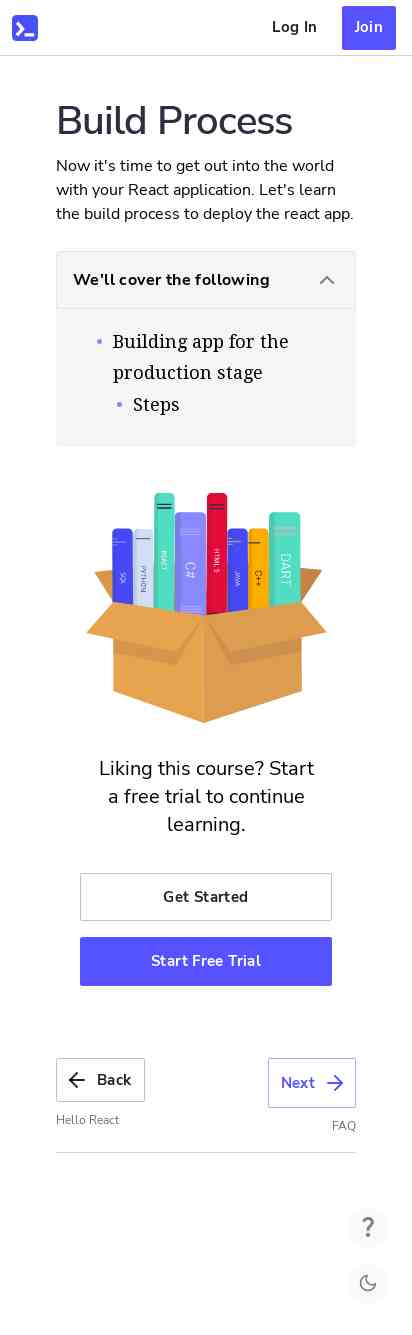 Log In
Join
Build Process
Now it's time to get out into the world
with your React application. Let's learn
the build process to deploy the react app.
We'll cover the following
Building app for the
production stage
Steps
SQL
PYTHON
REACT
C#
HTML 5
JAVA
C++
DART
Liking this course? Start
a free trial to continue
learning.
Get Started
Start Free Trial
Back
Next
Hello React
FAQ
?